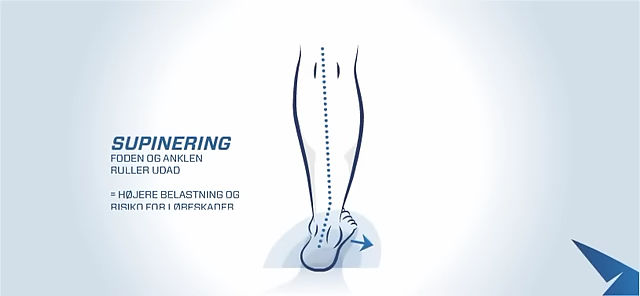 SUPINERING
FODEN OG ANKLEN
RULLER UDAD
= HØJERE BELASTNING OG
RISIKO FOR LØBESKADER